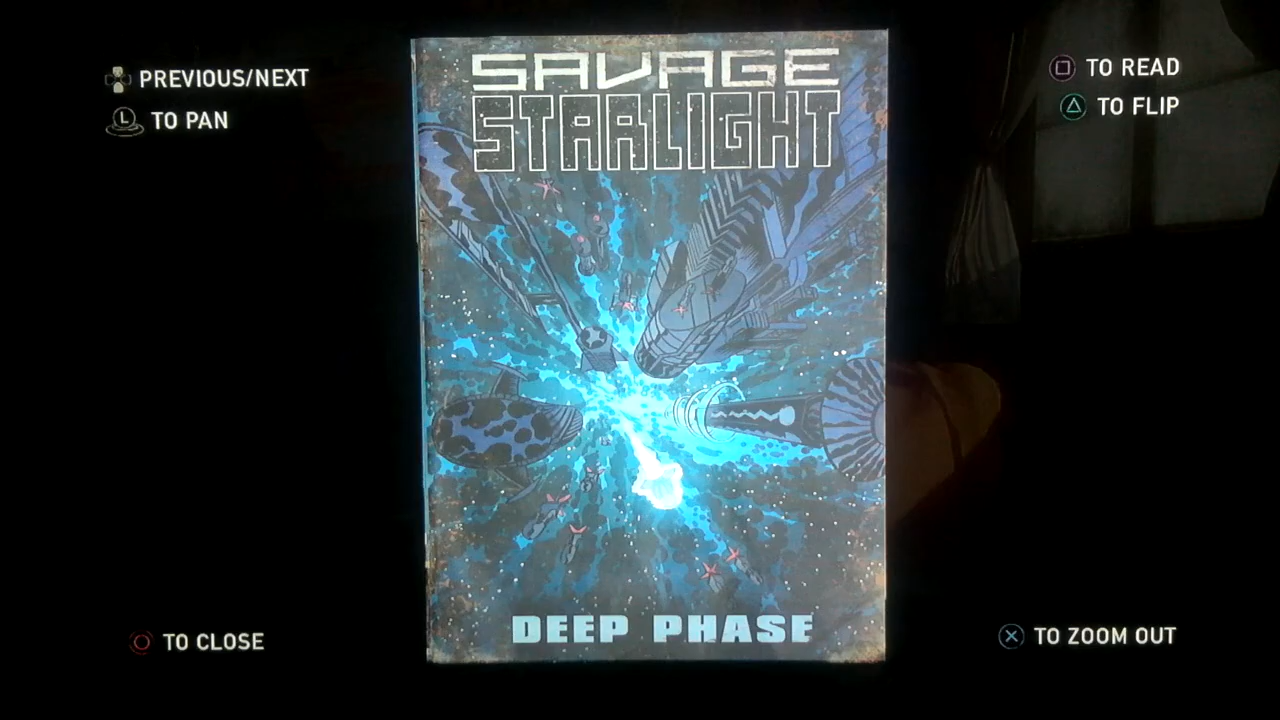 PREVIOUS/NEXT
L TO PAN
TO READ
TO FLIP
SAVAGE
STARLIGHT
DEEP PHASE
TO CLOSE
TO ZOOM OUT